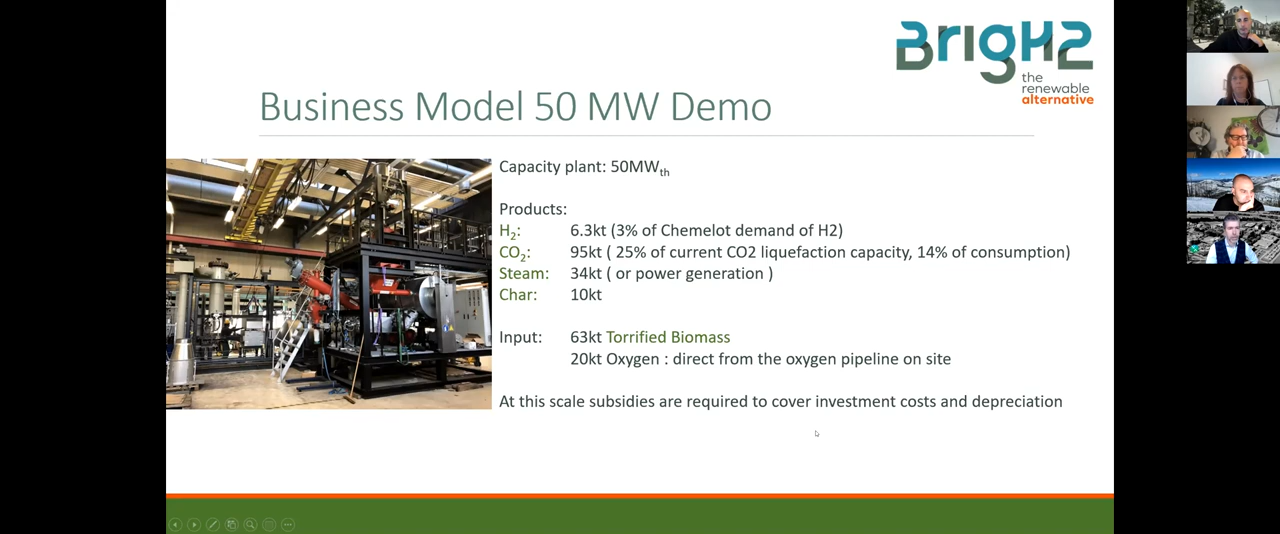 BrigH2
the
renewable
alternative
Business Model 50 MW Demo
Capacity plant: 50MWth
Products:
H2: 6.3kt (3% of Chemelot demand of H2)
CO2: 95kt ( 25% of current CO2 liquefaction capacity, 14% of consumption)
Steam: 34kt ( or power generation )
Char: 10kt
Input: 63kt Torrified Biomass
20kt Oxygen : direct from the oxygen pipeline on site
At this scale subsidies are required to cover investment costs and depreciation